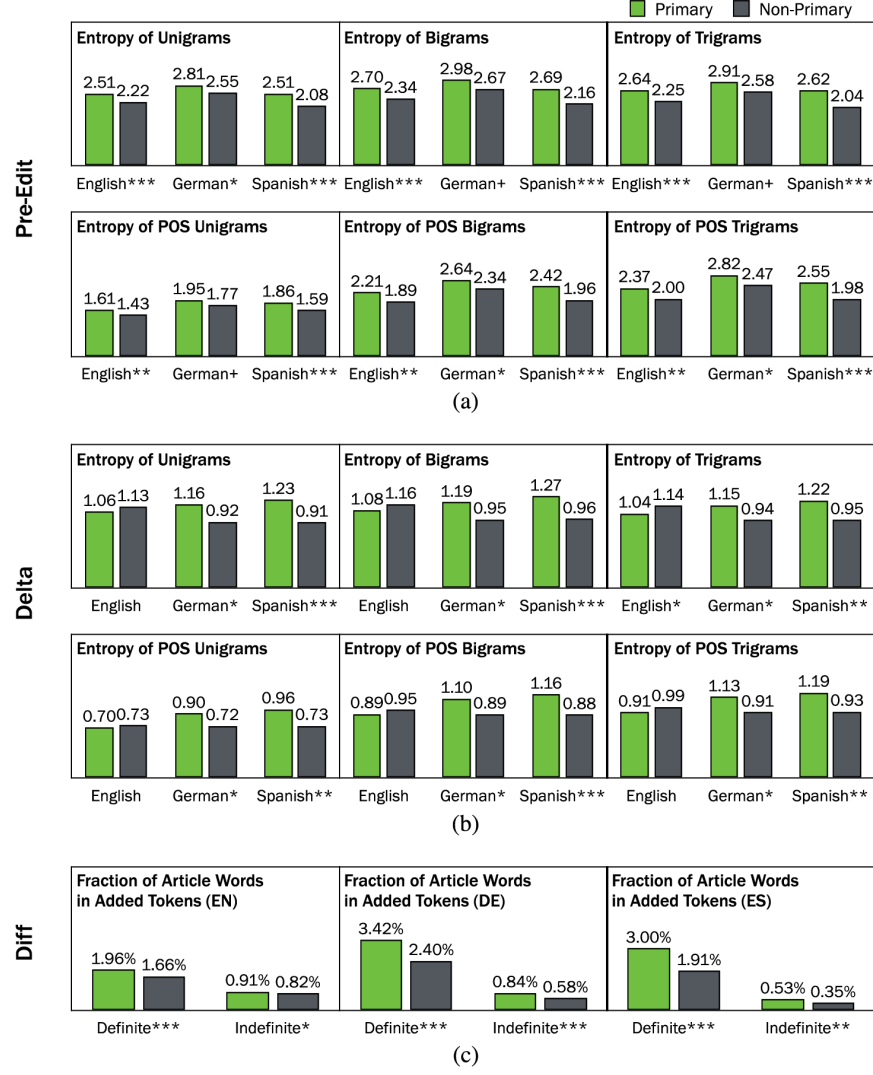 Primary Non-Primary
Pre-Edit
Entropy of Unigrams Entropy of Bigrams Entropy of Trigrams
2.51 2.22 2.81 2.55 2.51 2.08 2.70 2.34 2.98 2.67 2.69 2.16 2.64 2.25 2.91 2.58 2.62 2.04
English*** German* Spanish*** English*** German+ Spanish*** English*** German+ Spanish***
Entropy of POS Unigrams Entropy of POS Bigrams Entropy of POS Trigrams
1.61 1.43 1.95 1.77 1.86 1.59 2.21 1.89 2.64 2.34 2.42 1.96 2.37 2.00 2.82 2.47 2.55 1.98
English** German+ Spanish*** English** German* Spanish*** English** German* Spanish***
(a)
Delta
Entropy of Unigrams Entropy of Bigrams Entropy of Trigrams
1.06 1.13 1.16 0.92 1.23 0.91 1.08 1.16 1.19 0.95 1.27 0.96 1.04 1.14 1.15 0.94 1.22 0.95
English German* Spanish*** English German* Spanish*** English* German* Spanish**
Entropy of POS Unigrams Entropy of POS Bigrams Entropy of POS Trigrams
0.70 0.73 0.90 0.72 0.96 0.73 0.89 0.95 1.10 0.89 1.16 0.88 0.91 0.99 1.13 0.91 1.19 0.93
English German* Spanish** English German* Spanish*** English German* Spanish**
(b)
Diff
Fraction of Article Words Fraction of Article Words Fraction of Article Words
in Added Tokens (EN) in Added Tokens (DE) in Added Tokens (ES)
1.96% 1.66% 0.91% 0.82% 3.42% 2.40% 0.84% 0.58% 3.00% 1.91% 0.53% 0.35%
Definite*** Indefinite* Definite*** Indefinite*** Definite*** Indefinite**
(c)